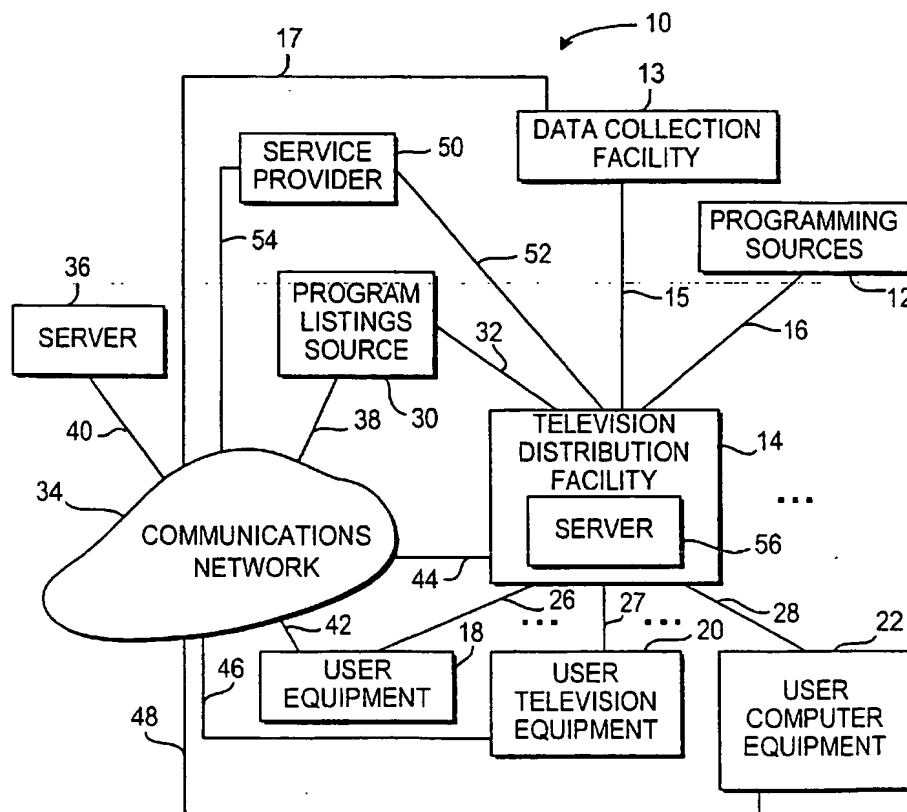 10
17
13
DATA COLLECTION
FACILITY
SERVICE
PROVIDER
50
PROGRAMMING
SOURCES
54
52
36
SERVER
PROGRAM
LISTINGS
SOURCE
15
12
16
32
40
38
30
TELEVISION
DISTRIBUTION
FACILITY
14
34
SERVER
...
COMMUNICATIONS
NETWORK
56
44
26
27
28
...
...
42
18
20
22
46
USER
EQUIPMENT
USER
TELEVISION
EQUIPMENT
USER
COMPUTER
EQUIPMENT
48